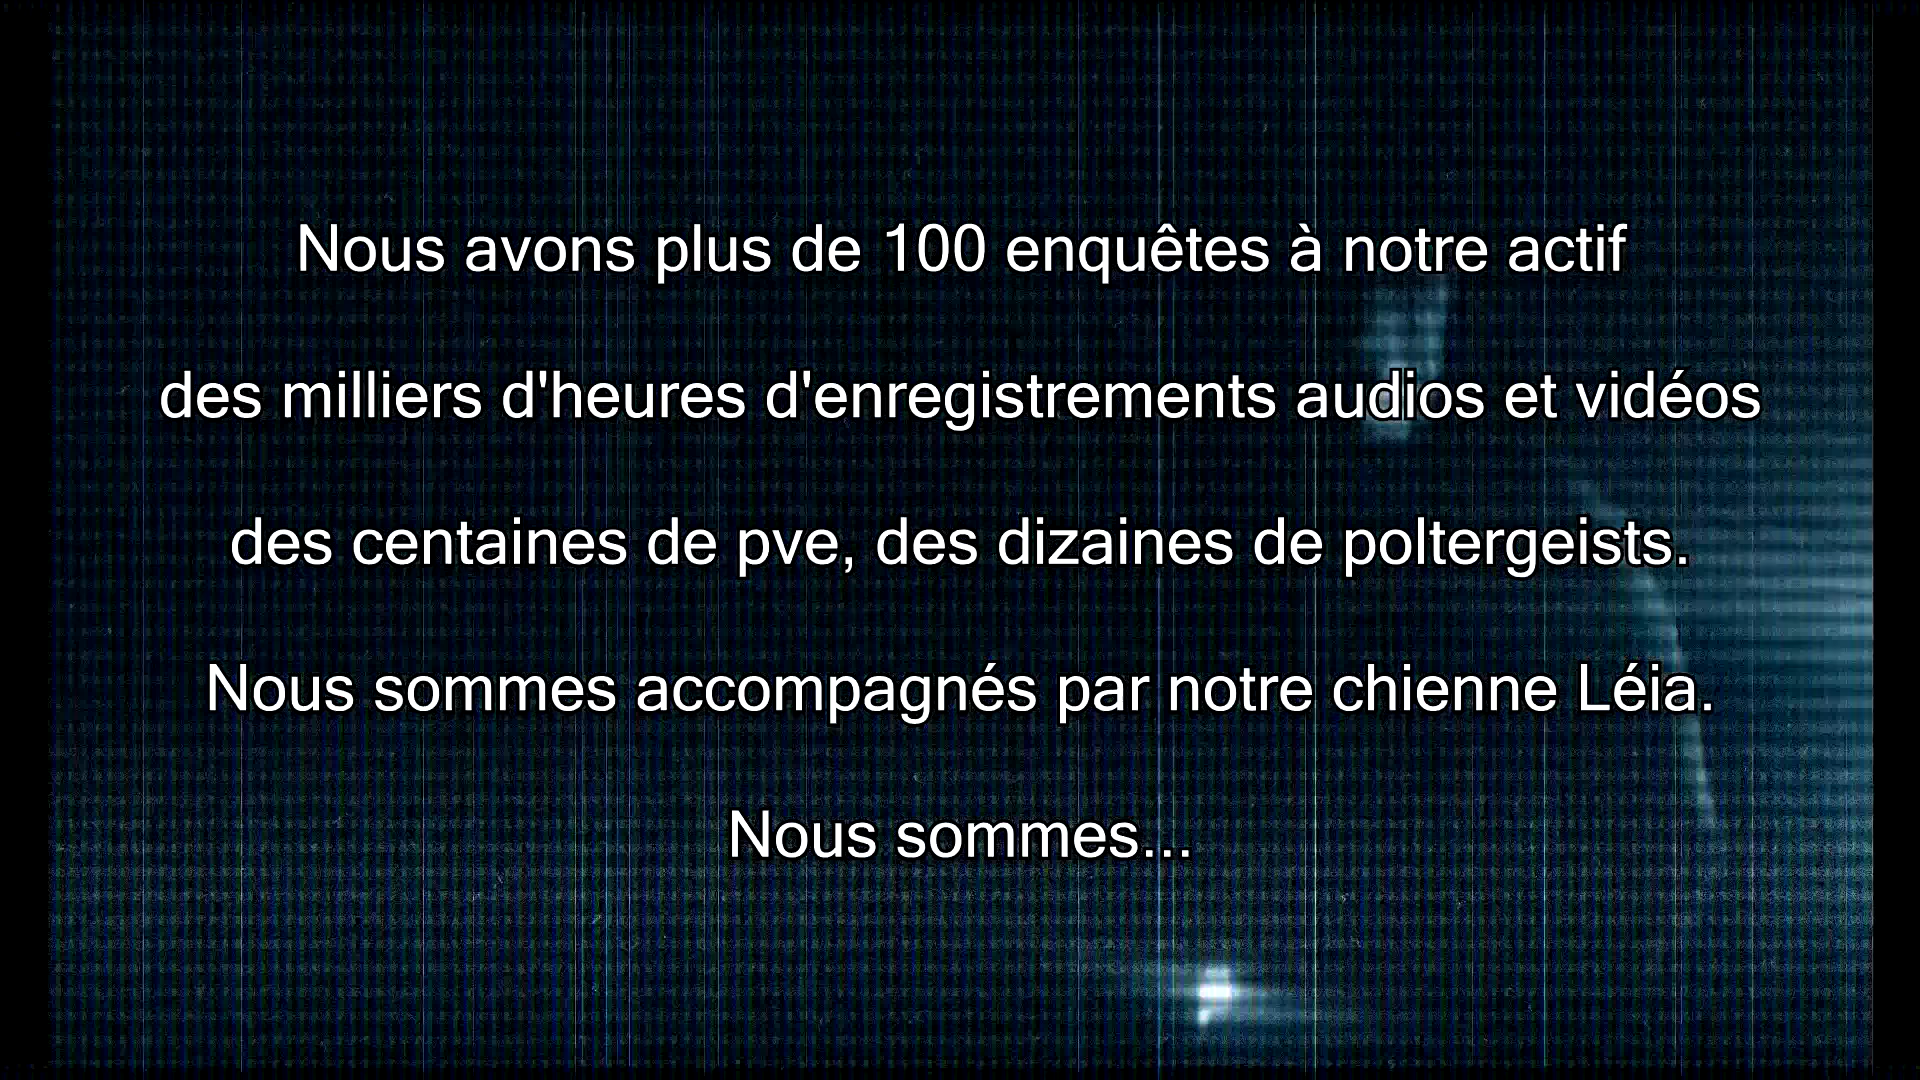 Nous avons plus de 100 enquêtes à notre actif
des milliers d'heures d'enregistrements audios et vidéos
des centaines de pve, des dizaines de poltergeists.
Nous sommes accompagnés par notre chienne Léia.
Nous sommes...